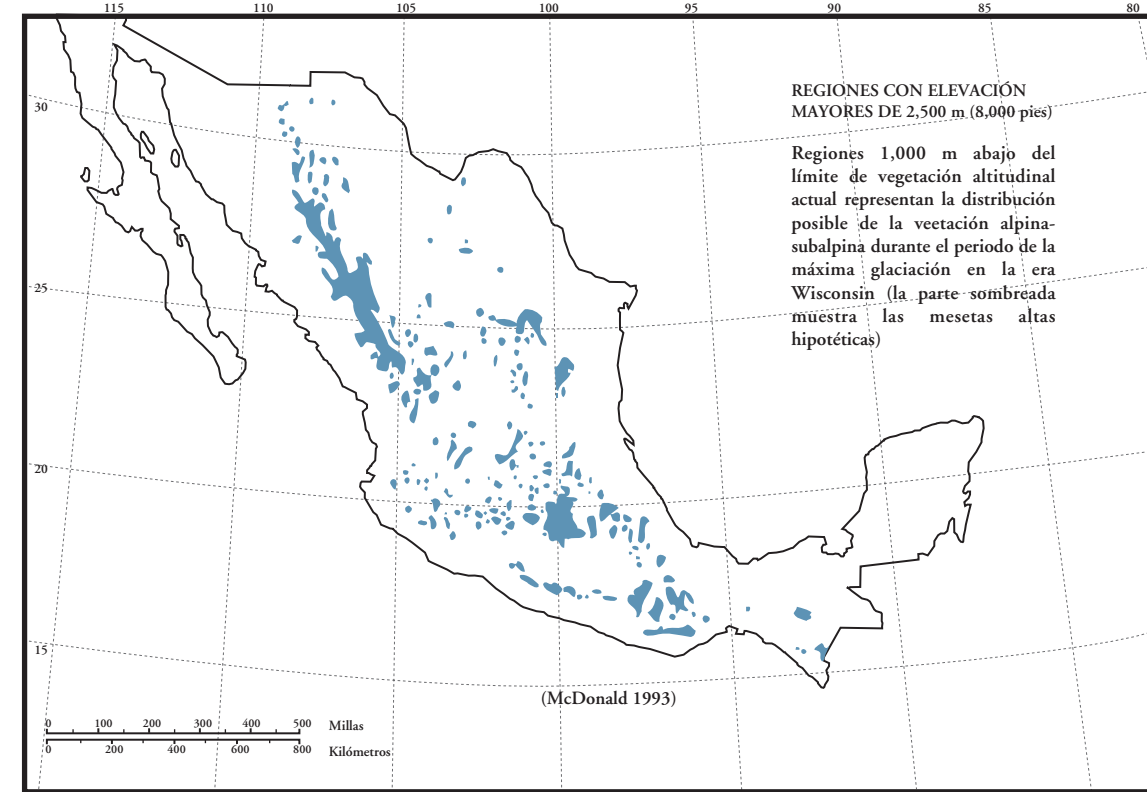 115 110 105 100 95 90 85 80
REGIONES CON ELEVACIÓN
MAYORES DE 2,500 m (8,000 pies)
30
Regiones 1,000 m abajo del
límite de vegetación altitudinal
actual representan la distribución
posible de la veetación alpina-
subalpina durante el periodo de la
máxima glaciación en la era
Wisconsin (la parte sombreada
muestra las mesetas altas
hipotéticas)
25
20
15
(McDonald 1993)
0 100 200 300 400 500 Millas
0 200 400 600 800 Kilómetros